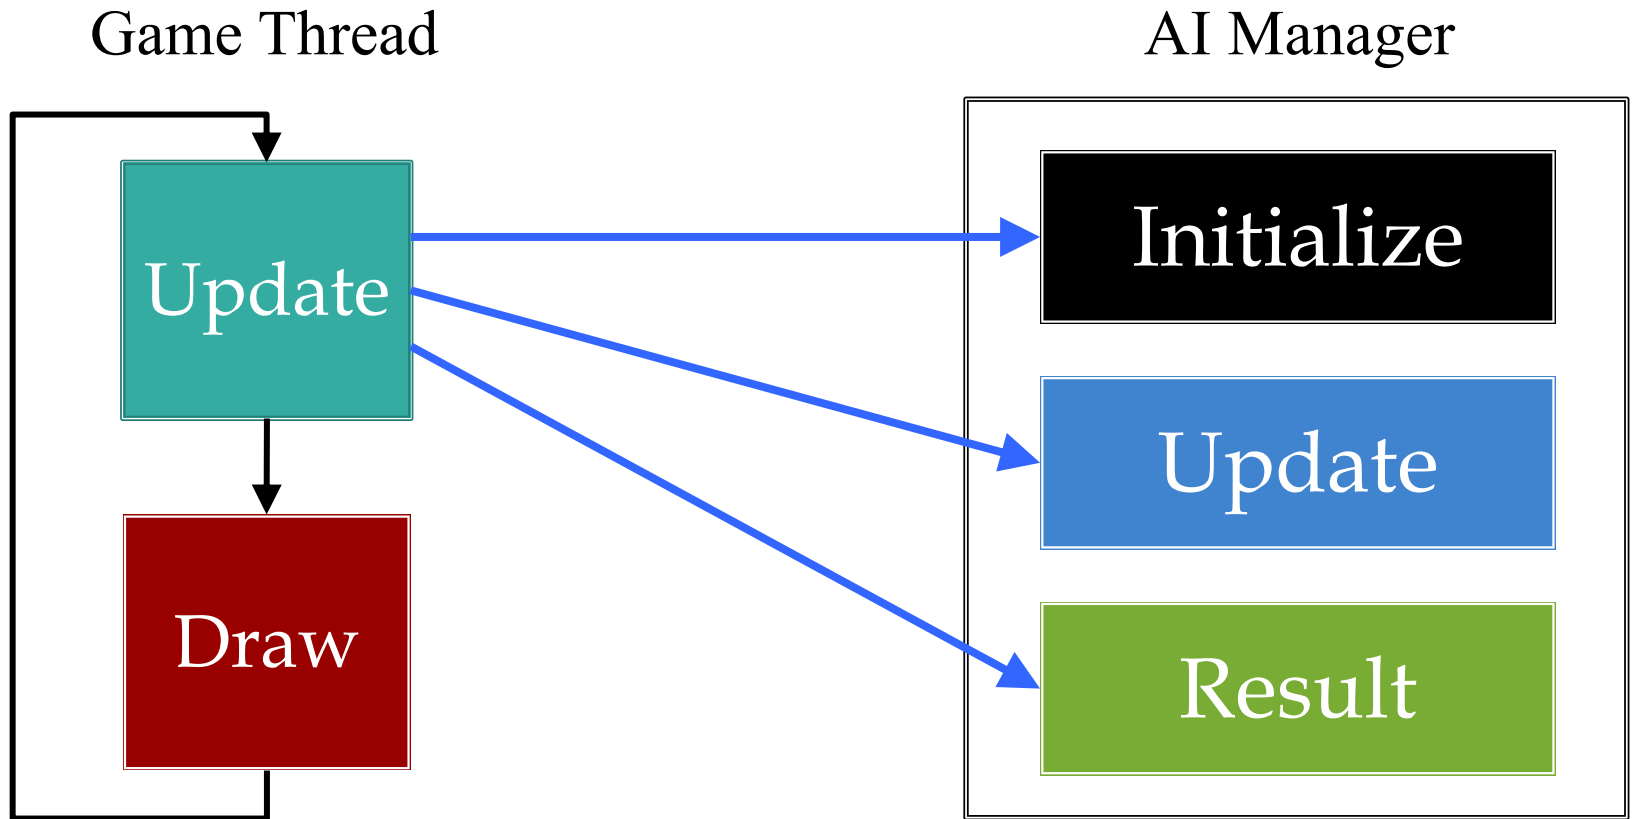 Game Thread
AI Manager
Update
Draw
Initialize
Update
Result